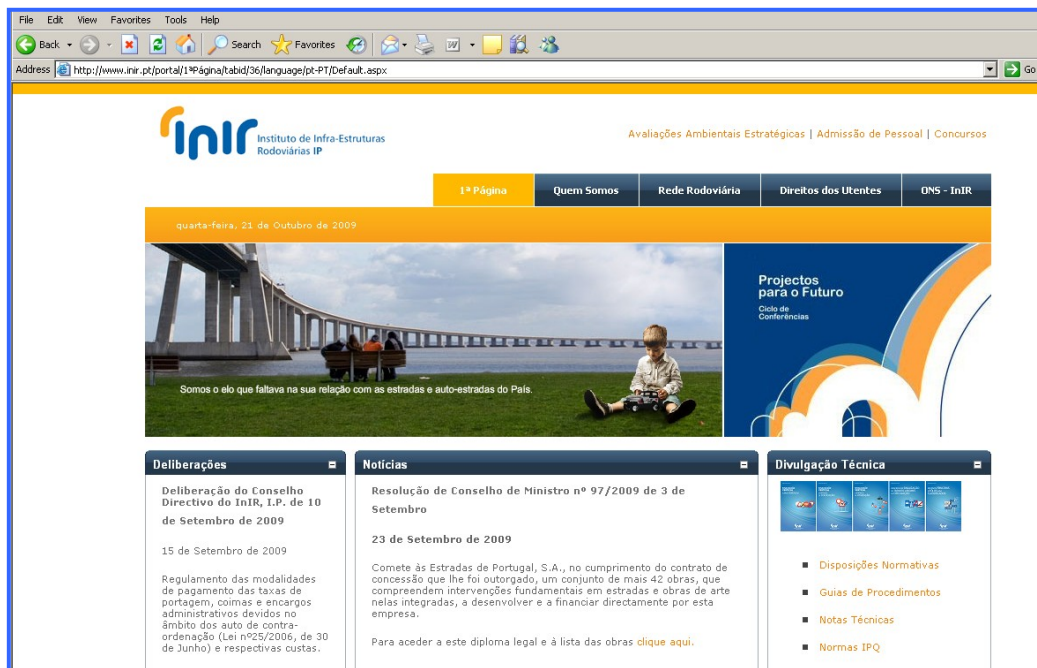 File Edit View Favorites Tools Help
Back Search Favorites
Address http://www.inir.pt/portal/1ªPágina/tabid/36/language/pt-PT/Default.aspx Go
InIR Instituto de Infra-Estruturas
Rodoviárias IP
Avaliações Ambientais Estratégicas | Admissão de Pessoal | Concursos
1ª Página Quem Somos Rede Rodoviária Direitos dos Utentes ONS - InIR
quarta-feira, 21 de Outubro de 2009
Somos o elo que faltava na sua relação com as estradas e auto-estradas do País.
Projectos
para o Futuro
Ciclo de
Conferências
Deliberações
Deliberação do Conselho
Directivo do InIR, I.P. de 10
de Setembro de 2009
15 de Setembro de 2009
Regulamento das modalidades
de pagamento das taxas de
portagem, coimas e encargos
administrativos devidos no
âmbito dos auto de contra-
ordenação (Lei nº25/2006, de 30
de Junho) e respectivas custas.
Notícias
Resolução de Conselho de Ministro nº 97/2009 de 3 de
Setembro
23 de Setembro de 2009
Comete às Estradas de Portugal, S.A., no cumprimento do contrato de
concessão que lhe foi outorgado, um conjunto de mais 42 obras, que
compreendem intervenções fundamentais em estradas e obras de arte
nelas integradas, a desenvolver e a financiar directamente por esta
empresa.
Para aceder a este diploma legal e à lista das obras clique aqui.
Divulgação Técnica
Disposições Normativas
Guias de Procedimentos
Notas Técnicas
Normas IPQ